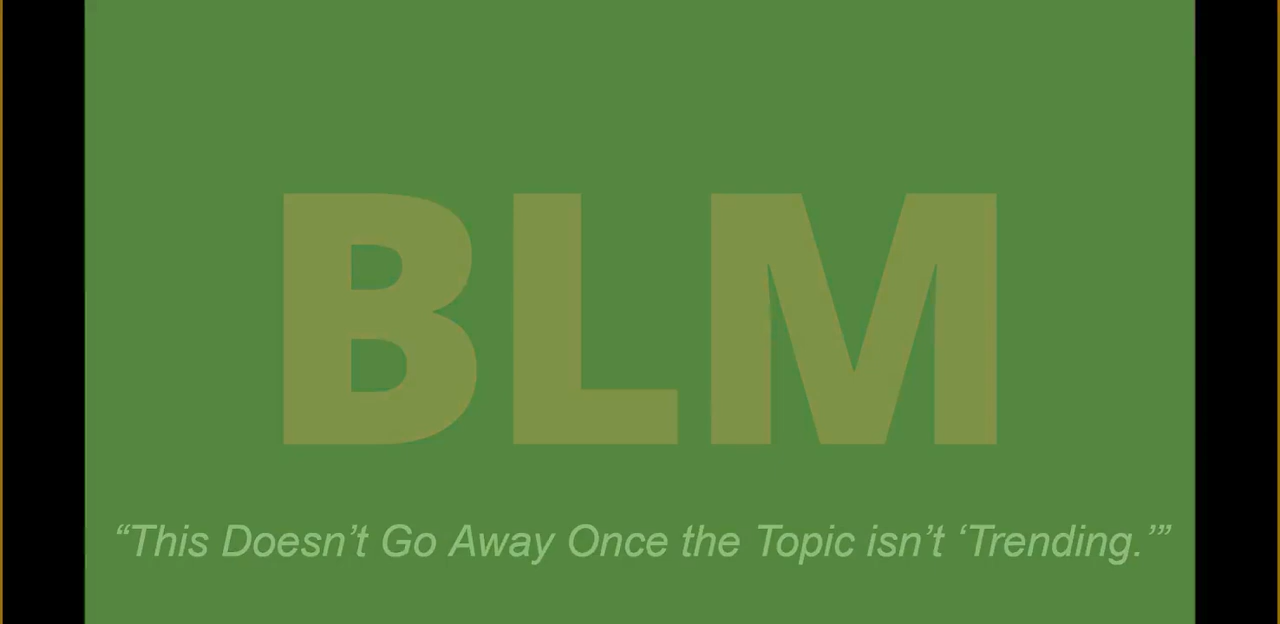 BLM
“This Doesn’t Go Away Once the Topic isn’t ‘Trending.’”